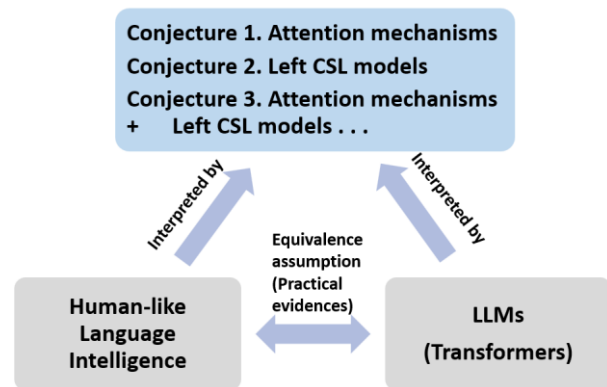 Conjecture 1. Attention mechanisms
Conjecture 2. Left CSL models
Conjecture 3. Attention mechanisms
+ Left CSL models . . .
Interpreted by
Interpreted by
Equivalence
assumption
(Practical
evidences)
Human-like
Language
Intelligence
LLMs
(Transformers)